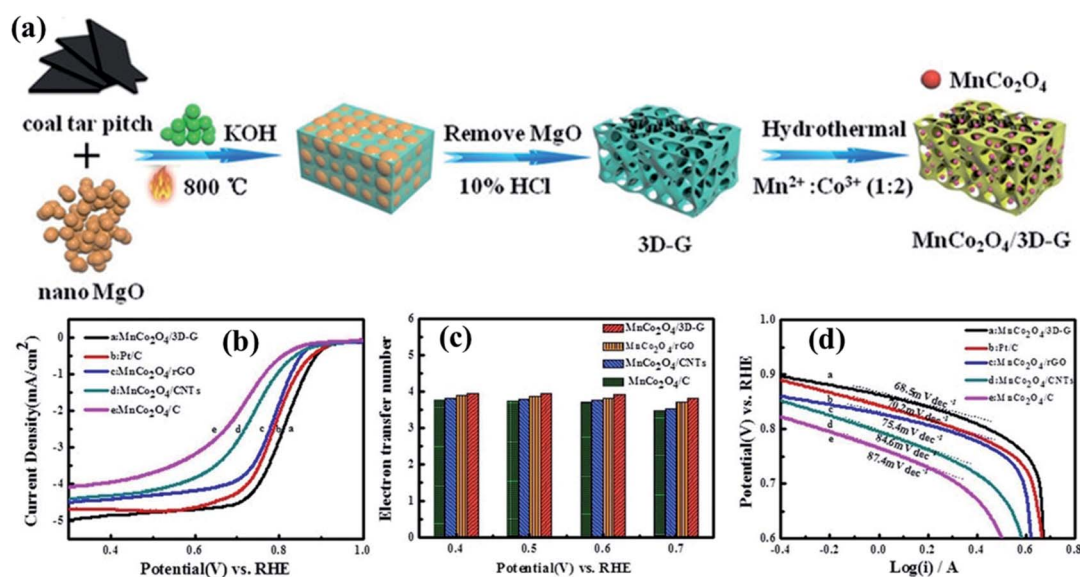 (a)
coal tar pitch
+
nano MgO
KOH
800 ℃
Remove MgO
10% HCl
3D-G
Hydrothermal
Mn²⁺ :Co³⁺ (1:2)
MnCo₂O₄
MnCo₂O₄/3D-G
(b)
a:MnCo₂O₄/3D-G
b:Pt/C
c:MnCo₂O₄/rGO
d:MnCo₂O₄/CNTs
e:MnCo₂O₄/C
e d c b a
Current Density(mA/cm²)
0
-1
-2
-3
-4
-5
0.4 0.6 0.8 1.0
Potential(V) vs. RHE
(c)
MnCo₂O₄/3D-G
MnCo₂O₄/rGO
MnCo₂O₄/CNTs
MnCo₂O₄/C
Electron transfer number
6
5
4
3
2
1
0
0.4 0.5 0.6 0.7
Potential(V) vs. RHE
(d)
a:MnCo₂O₄/3D-G
b:Pt/C
c:MnCo₂O₄/rGO
d:MnCo₂O₄/CNTs
e:MnCo₂O₄/C
a
b
c
d
e
68.5mV dec⁻¹
70.2mV dec⁻¹
75.4mV dec⁻¹
84.6mV dec⁻¹
87.4mV dec⁻¹
Potential(V) vs. RHE
1.0
0.9
0.8
0.7
0.6
-0.4 0.0 0.4 0.8
Log(i) / A